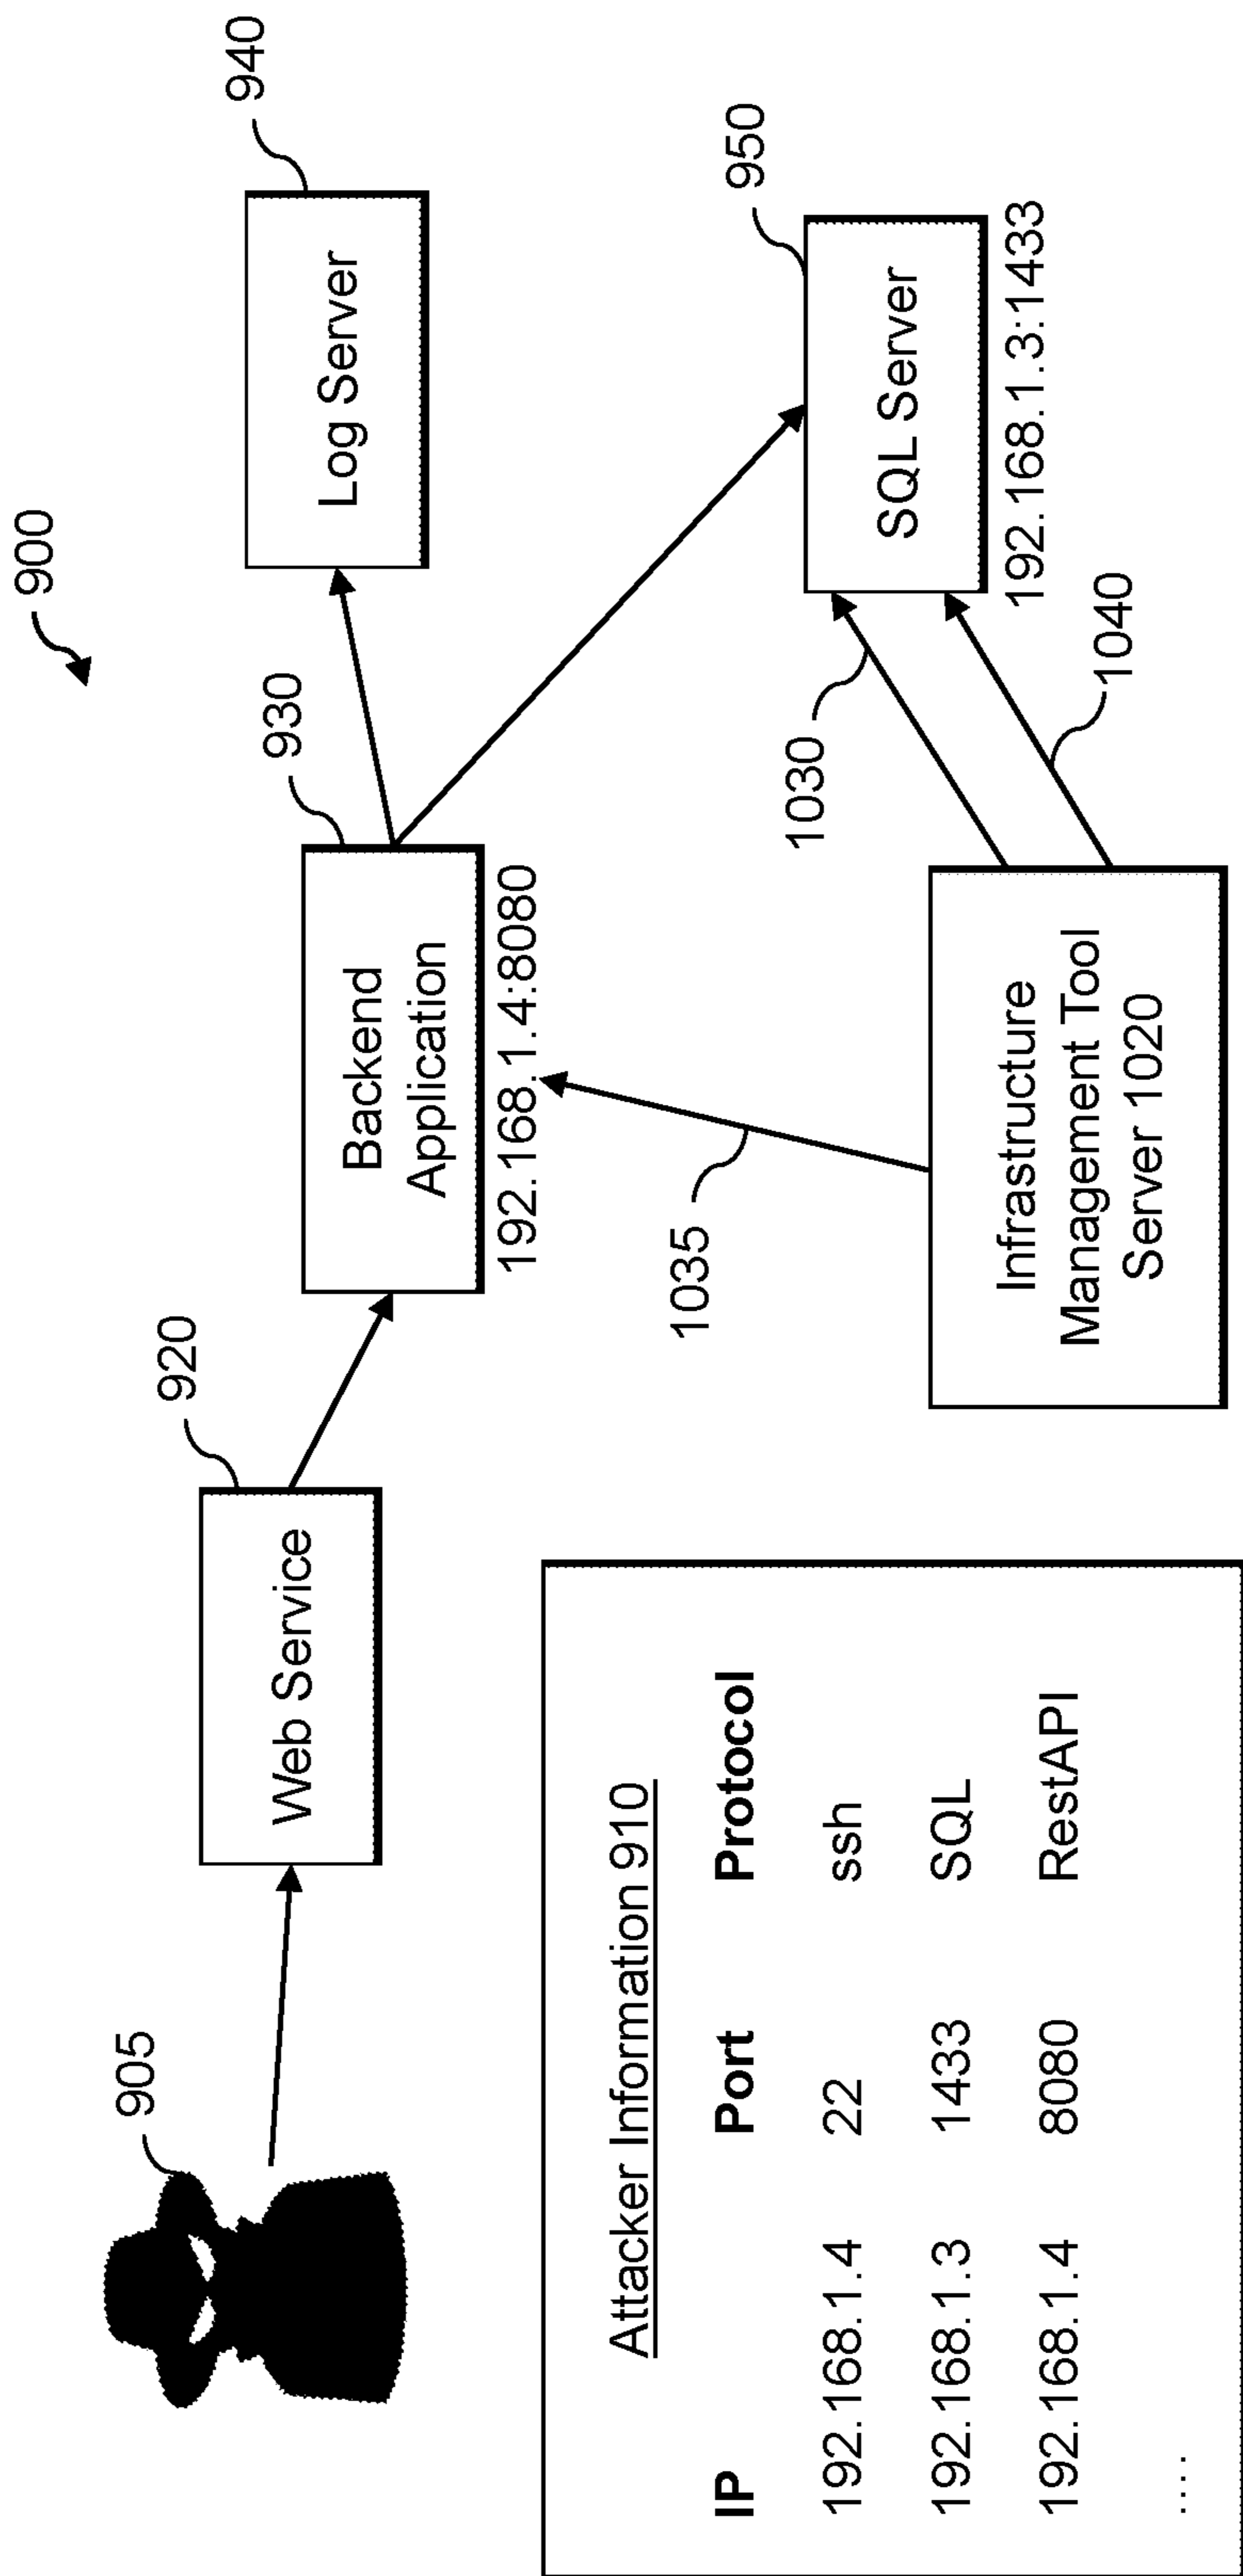 900
905
920
930
940
Web Service
Backend
Application
192.168.1.4:8080
Log Server
950
SQL Server
192.168.1.3:1433
1035
1030
1040
Infrastructure
Management Tool
Server 1020
Attacker Information 910
IP Port Protocol
192.168.1.4 22 ssh
192.168.1.3 1433 SQL
192.168.1.4 8080 RestAPI
....